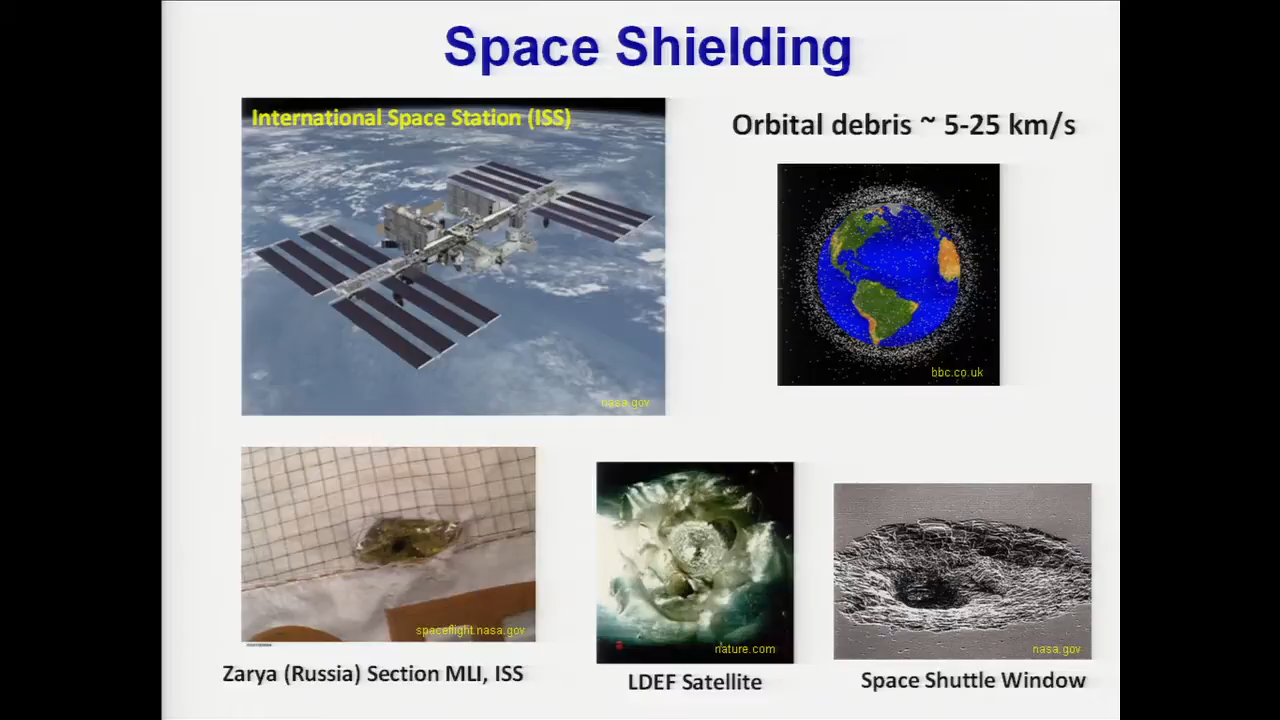 Space Shielding
International Space Station (ISS)
Orbital debris ~ 5-25 km/s
nasa.gov
bbc.co.uk
spaceflight.nasa.gov
nature.com
nasa.gov
Zarya (Russia) Section MLI, ISS
LDEF Satellite
Space Shuttle Window